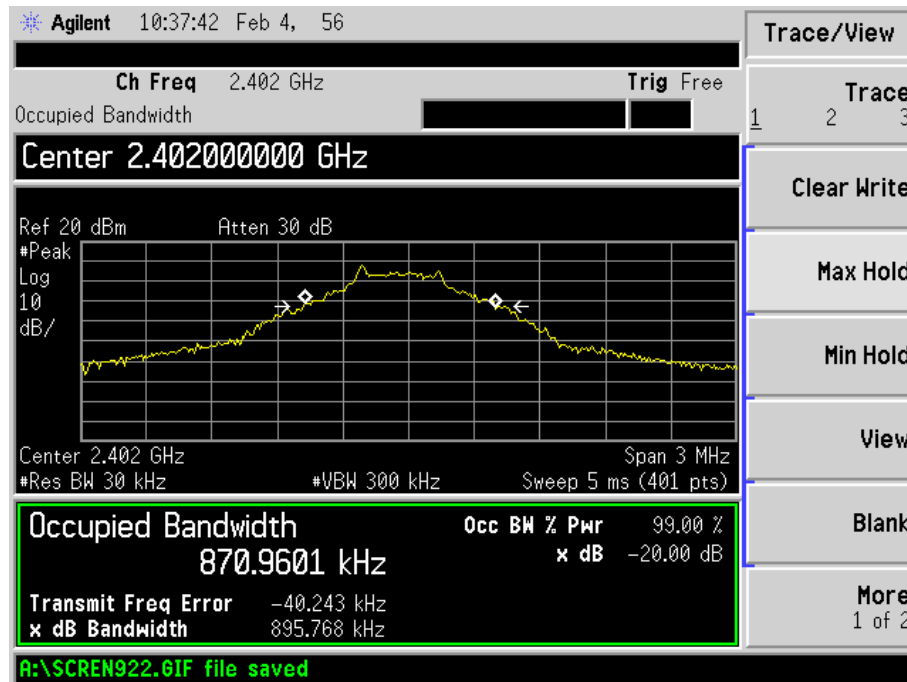 Agilent 10:37:42 Feb 4, 56
Trace/View
Ch Freq 2.402 GHz Trig Free
Occupied Bandwidth
Trace
1 2 3
Center 2.402000000 GHz
Clear Write
Ref 20 dBm Atten 30 dB
#Peak
Log
10
dB/
Max Hold
Min Hold
View
Center 2.402 GHz Span 3 MHz
#Res BW 30 kHz #VBW 300 kHz Sweep 5 ms (401 pts)
Occupied Bandwidth Occ BW % Pwr 99.00 %
870.9601 kHz x dB -20.00 dB
Blank
Transmit Freq Error -40.243 kHz
x dB Bandwidth 895.768 kHz
More
1 of 2
A:\SCREN922.GIF file saved